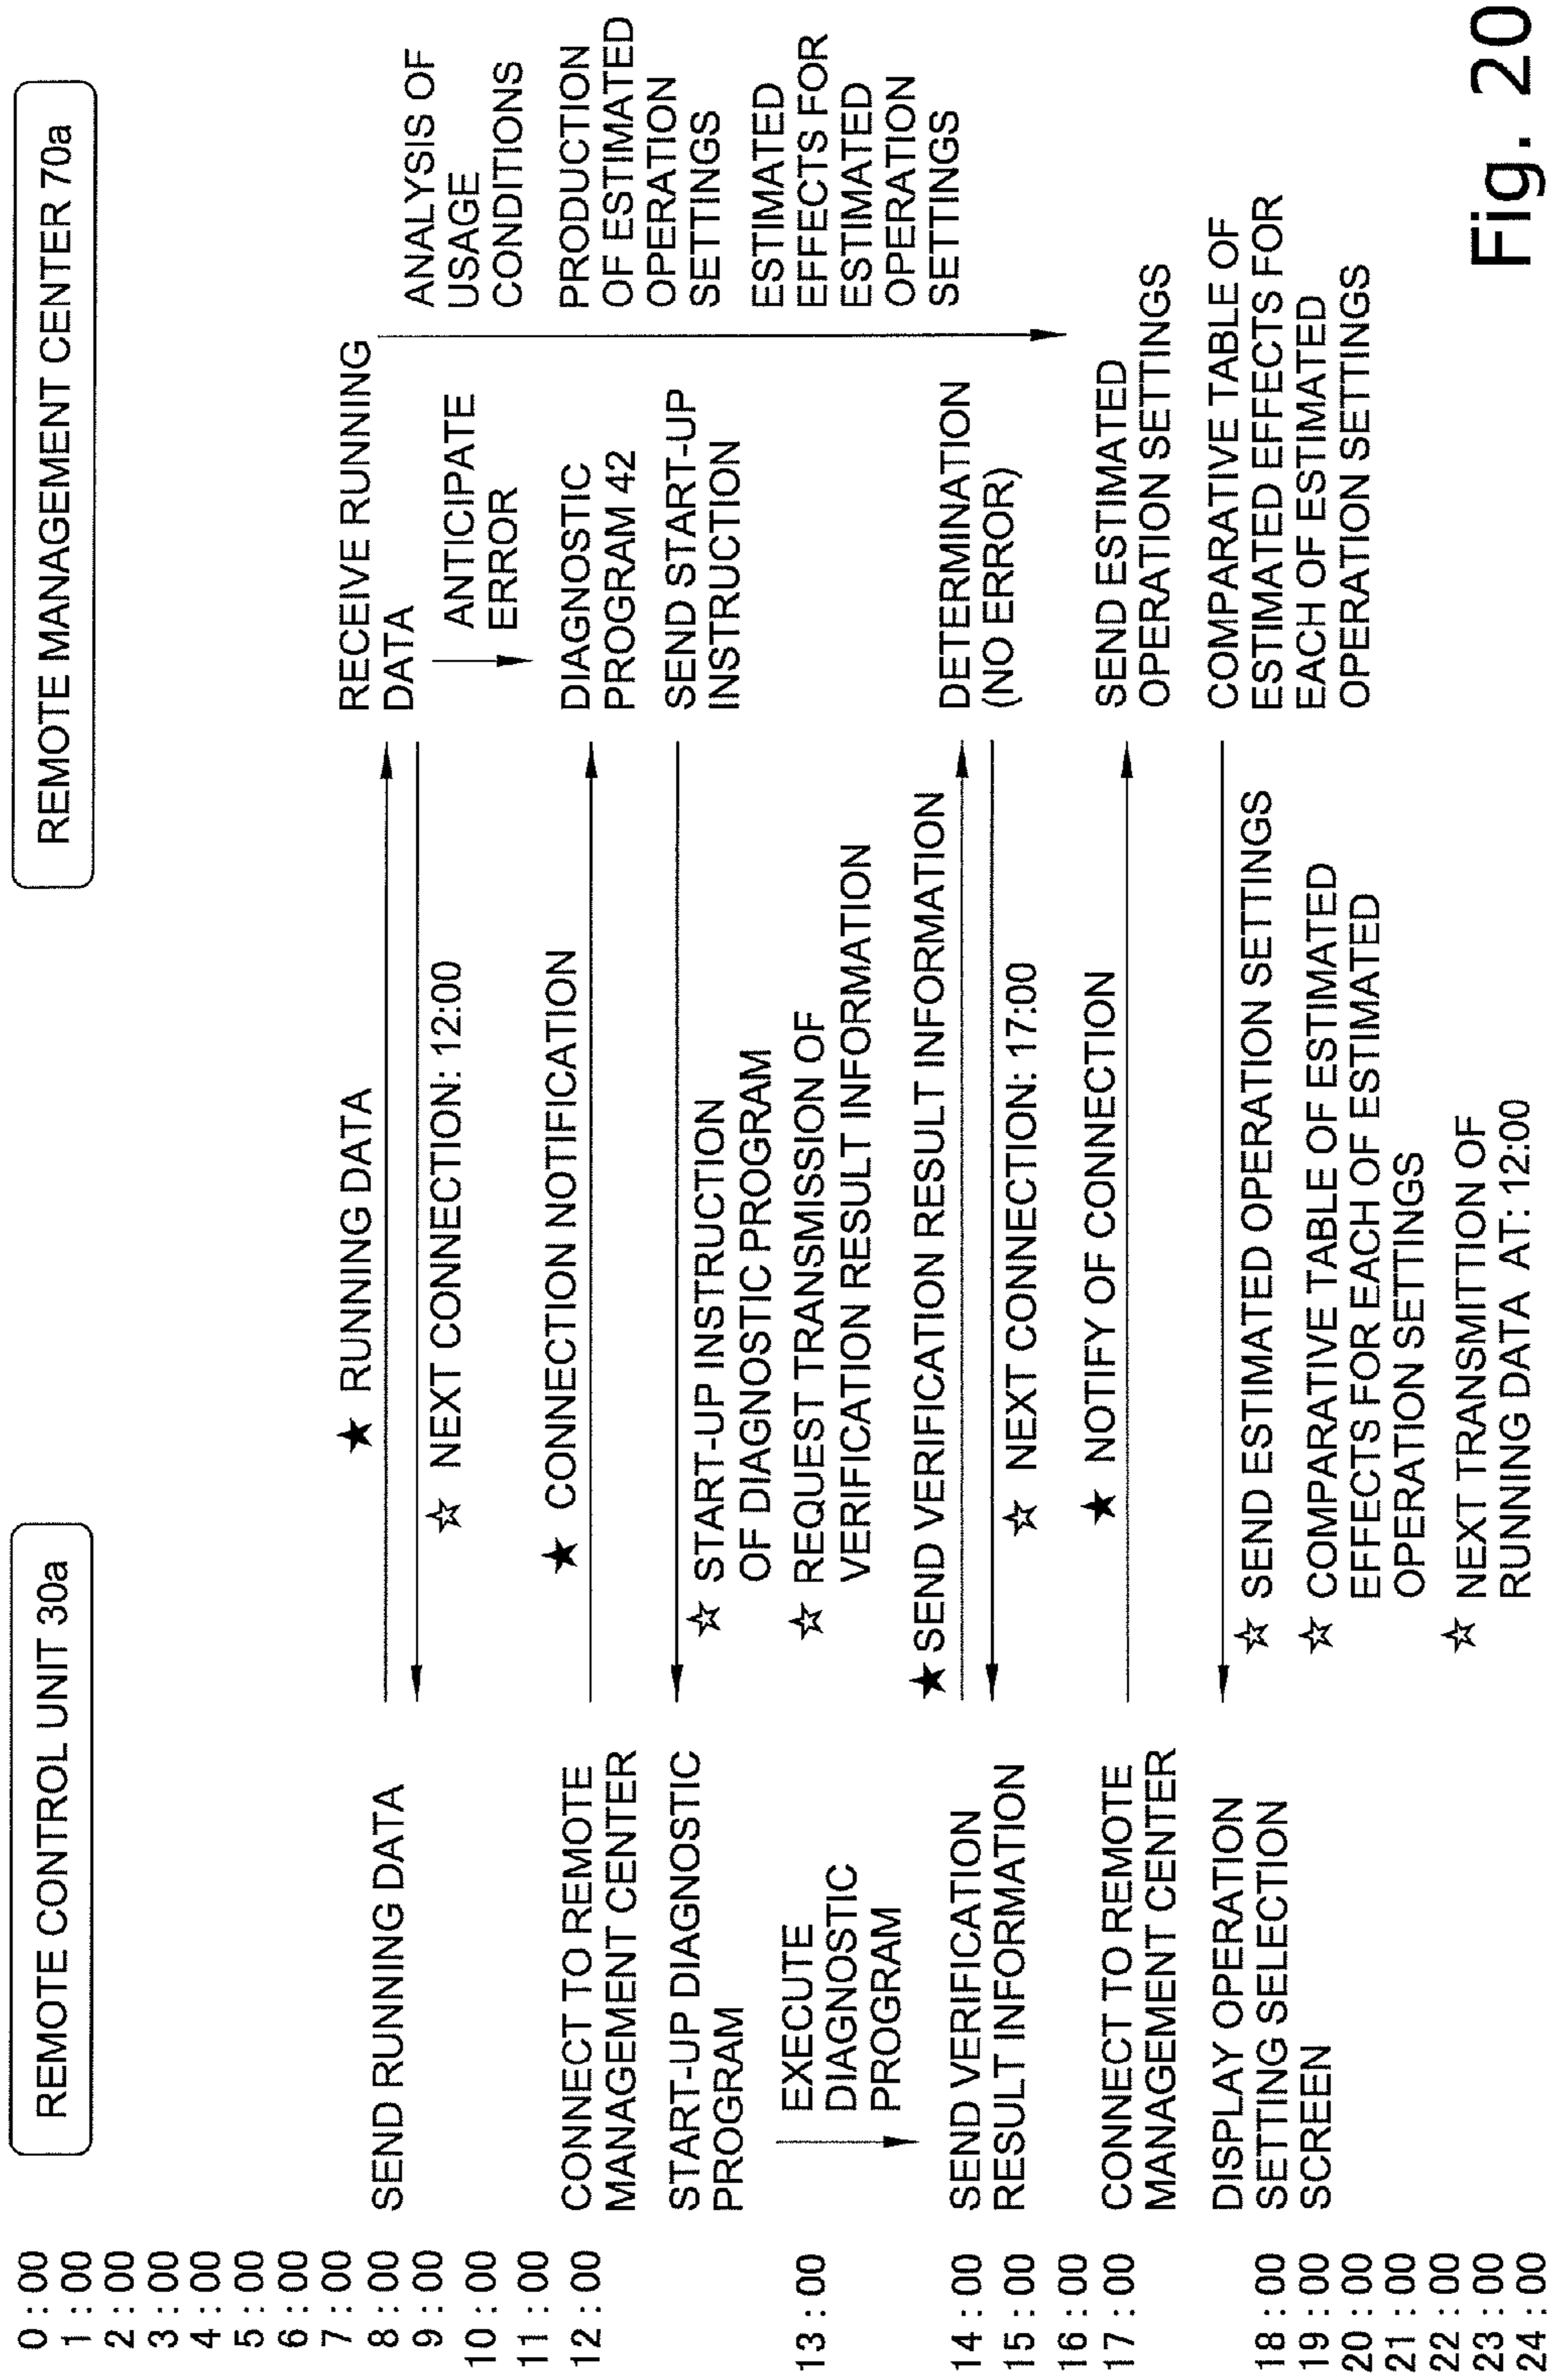 REMOTE CONTROL UNIT 30a
REMOTE MANAGEMENT CENTER 70a
0:00
1:00
2:00
3:00
4:00
5:00
6:00
7:00
8:00
9:00
10:00
11:00
12:00
13:00
14:00
15:00
16:00
17:00
18:00
19:00
20:00
21:00
22:00
23:00
24:00
SEND RUNNING DATA
CONNECT TO REMOTE
MANAGEMENT CENTER
START-UP DIAGNOSTIC
PROGRAM
EXECUTE
DIAGNOSTIC
PROGRAM
SEND VERIFICATION
RESULT INFORMATION
CONNECT TO REMOTE
MANAGEMENT CENTER
DISPLAY OPERATION
SETTING SELECTION
SCREEN
★ RUNNING DATA
☆ NEXT CONNECTION: 12:00
★ CONNECTION NOTIFICATION
☆ START-UP INSTRUCTION
OF DIAGNOSTIC PROGRAM
☆ REQUEST TRANSMISSION OF
VERIFICATION RESULT INFORMATION
★ SEND VERIFICATION RESULT INFORMATION
☆ NEXT CONNECTION: 17:00
★ NOTIFY OF CONNECTION
☆ SEND ESTIMATED OPERATION SETTINGS
☆ COMPARATIVE TABLE OF ESTIMATED
EFFECTS FOR EACH OF ESTIMATED
OPERATION SETTINGS
☆ NEXT TRANSMITTION OF
RUNNING DATA AT: 12:00
RECEIVE RUNNING
DATA
ANTICIPATE
ERROR
DIAGNOSTIC
PROGRAM 42
SEND START-UP
INSTRUCTION
DETERMINATION
(NO ERROR)
SEND ESTIMATED
OPERATION SETTINGS
COMPARATIVE TABLE OF
ESTIMATED EFFECTS FOR
EACH OF ESTIMATED
OPERATION SETTINGS
ANALYSIS OF
USAGE
CONDITIONS
PRODUCTION
OF ESTIMATED
OPERATION
SETTINGS
ESTIMATED
EFFECTS FOR
ESTIMATED
OPERATION
SETTINGS
Fig. 20